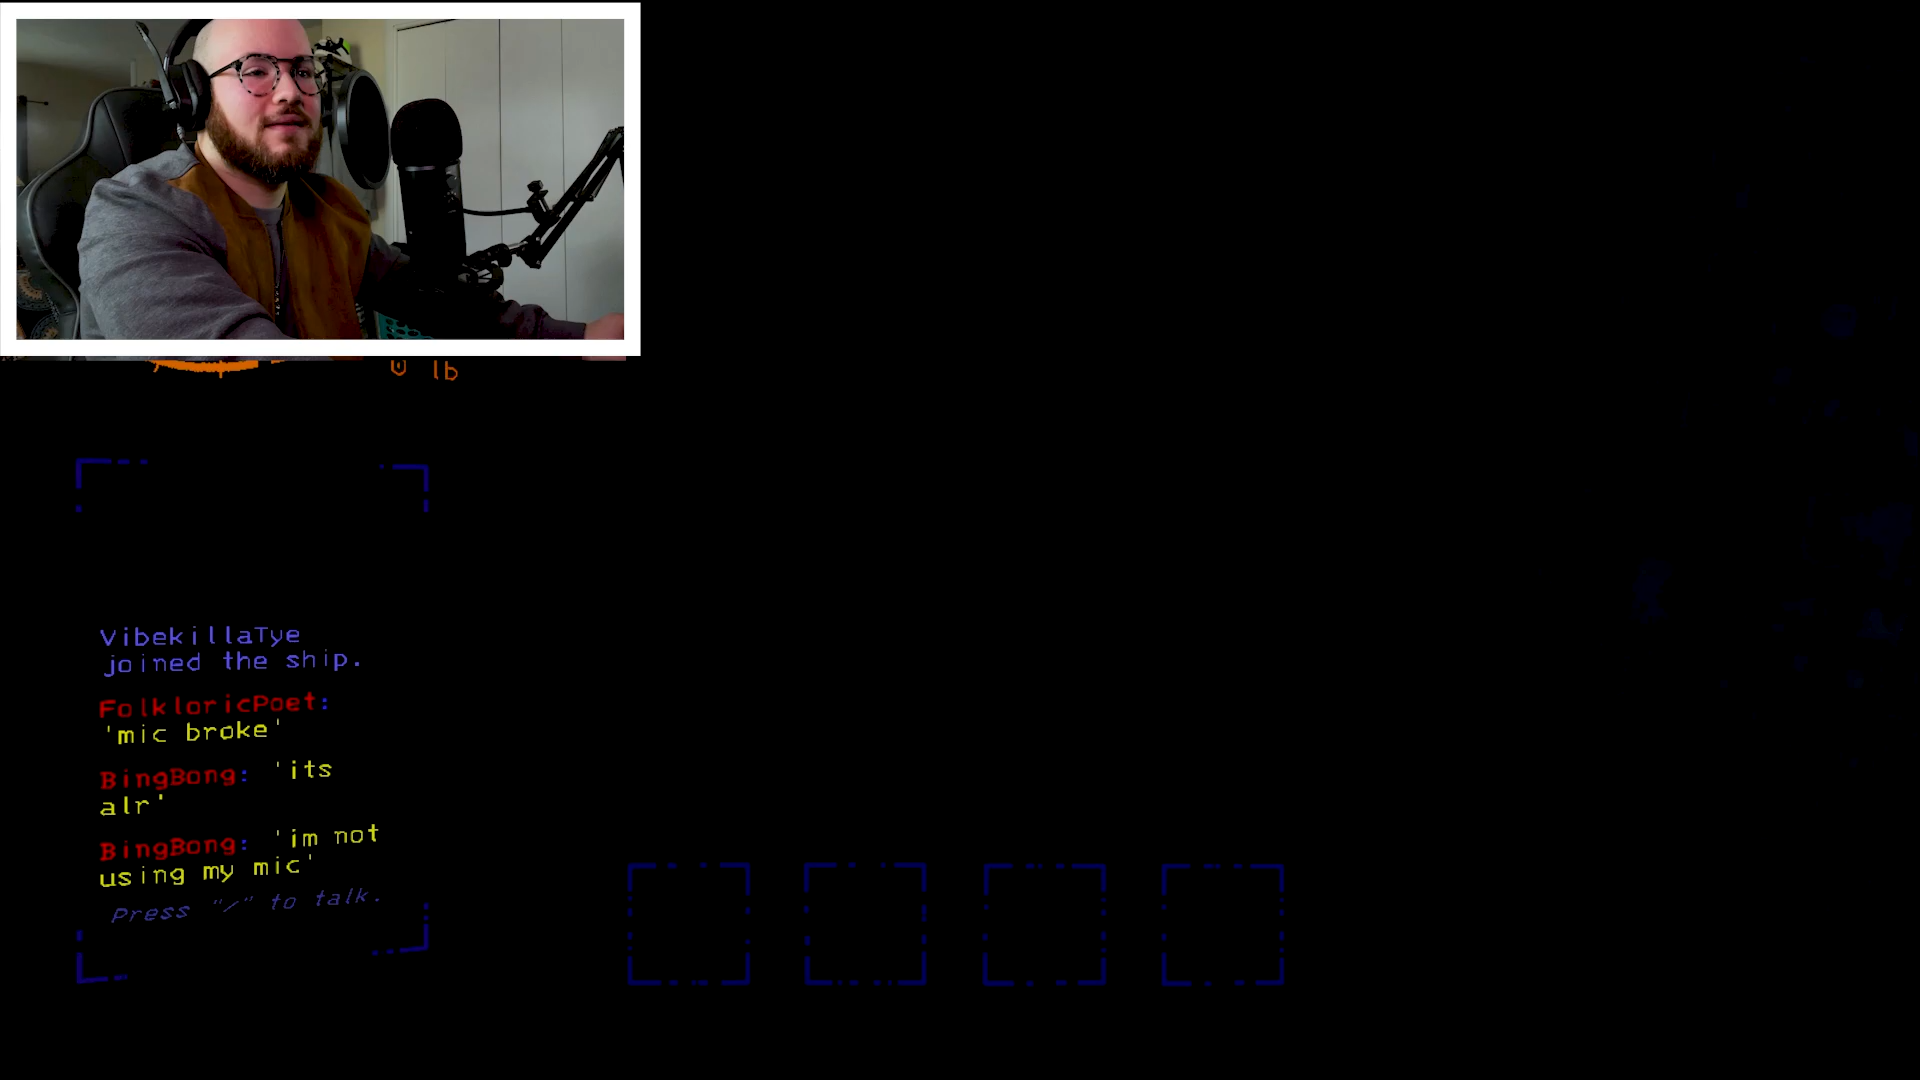 0 lb
VibekillaTye
joined the ship.
FolkloricPoet:
'mic broke'
BingBong: 'its
alr'
BingBong: 'im not
using my mic'
Press "/" to talk.